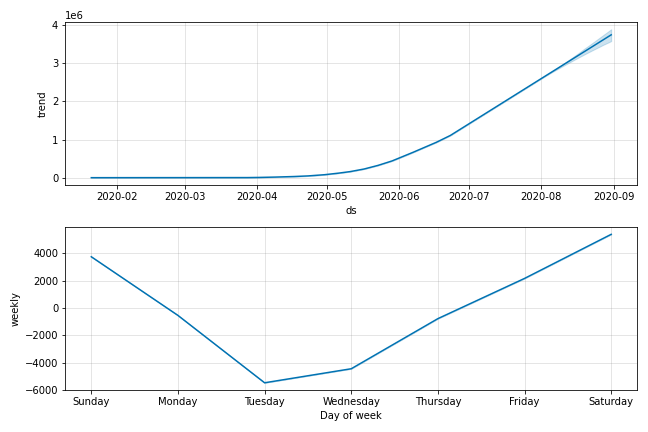 1e6
4
3
2
1
0
trend
2020-02 2020-03 2020-04 2020-05 2020-06 2020-07 2020-08 2020-09
ds
4000
2000
0
−2000
−4000
−6000
weekly
Sunday Monday Tuesday Wednesday Thursday Friday Saturday
Day of week